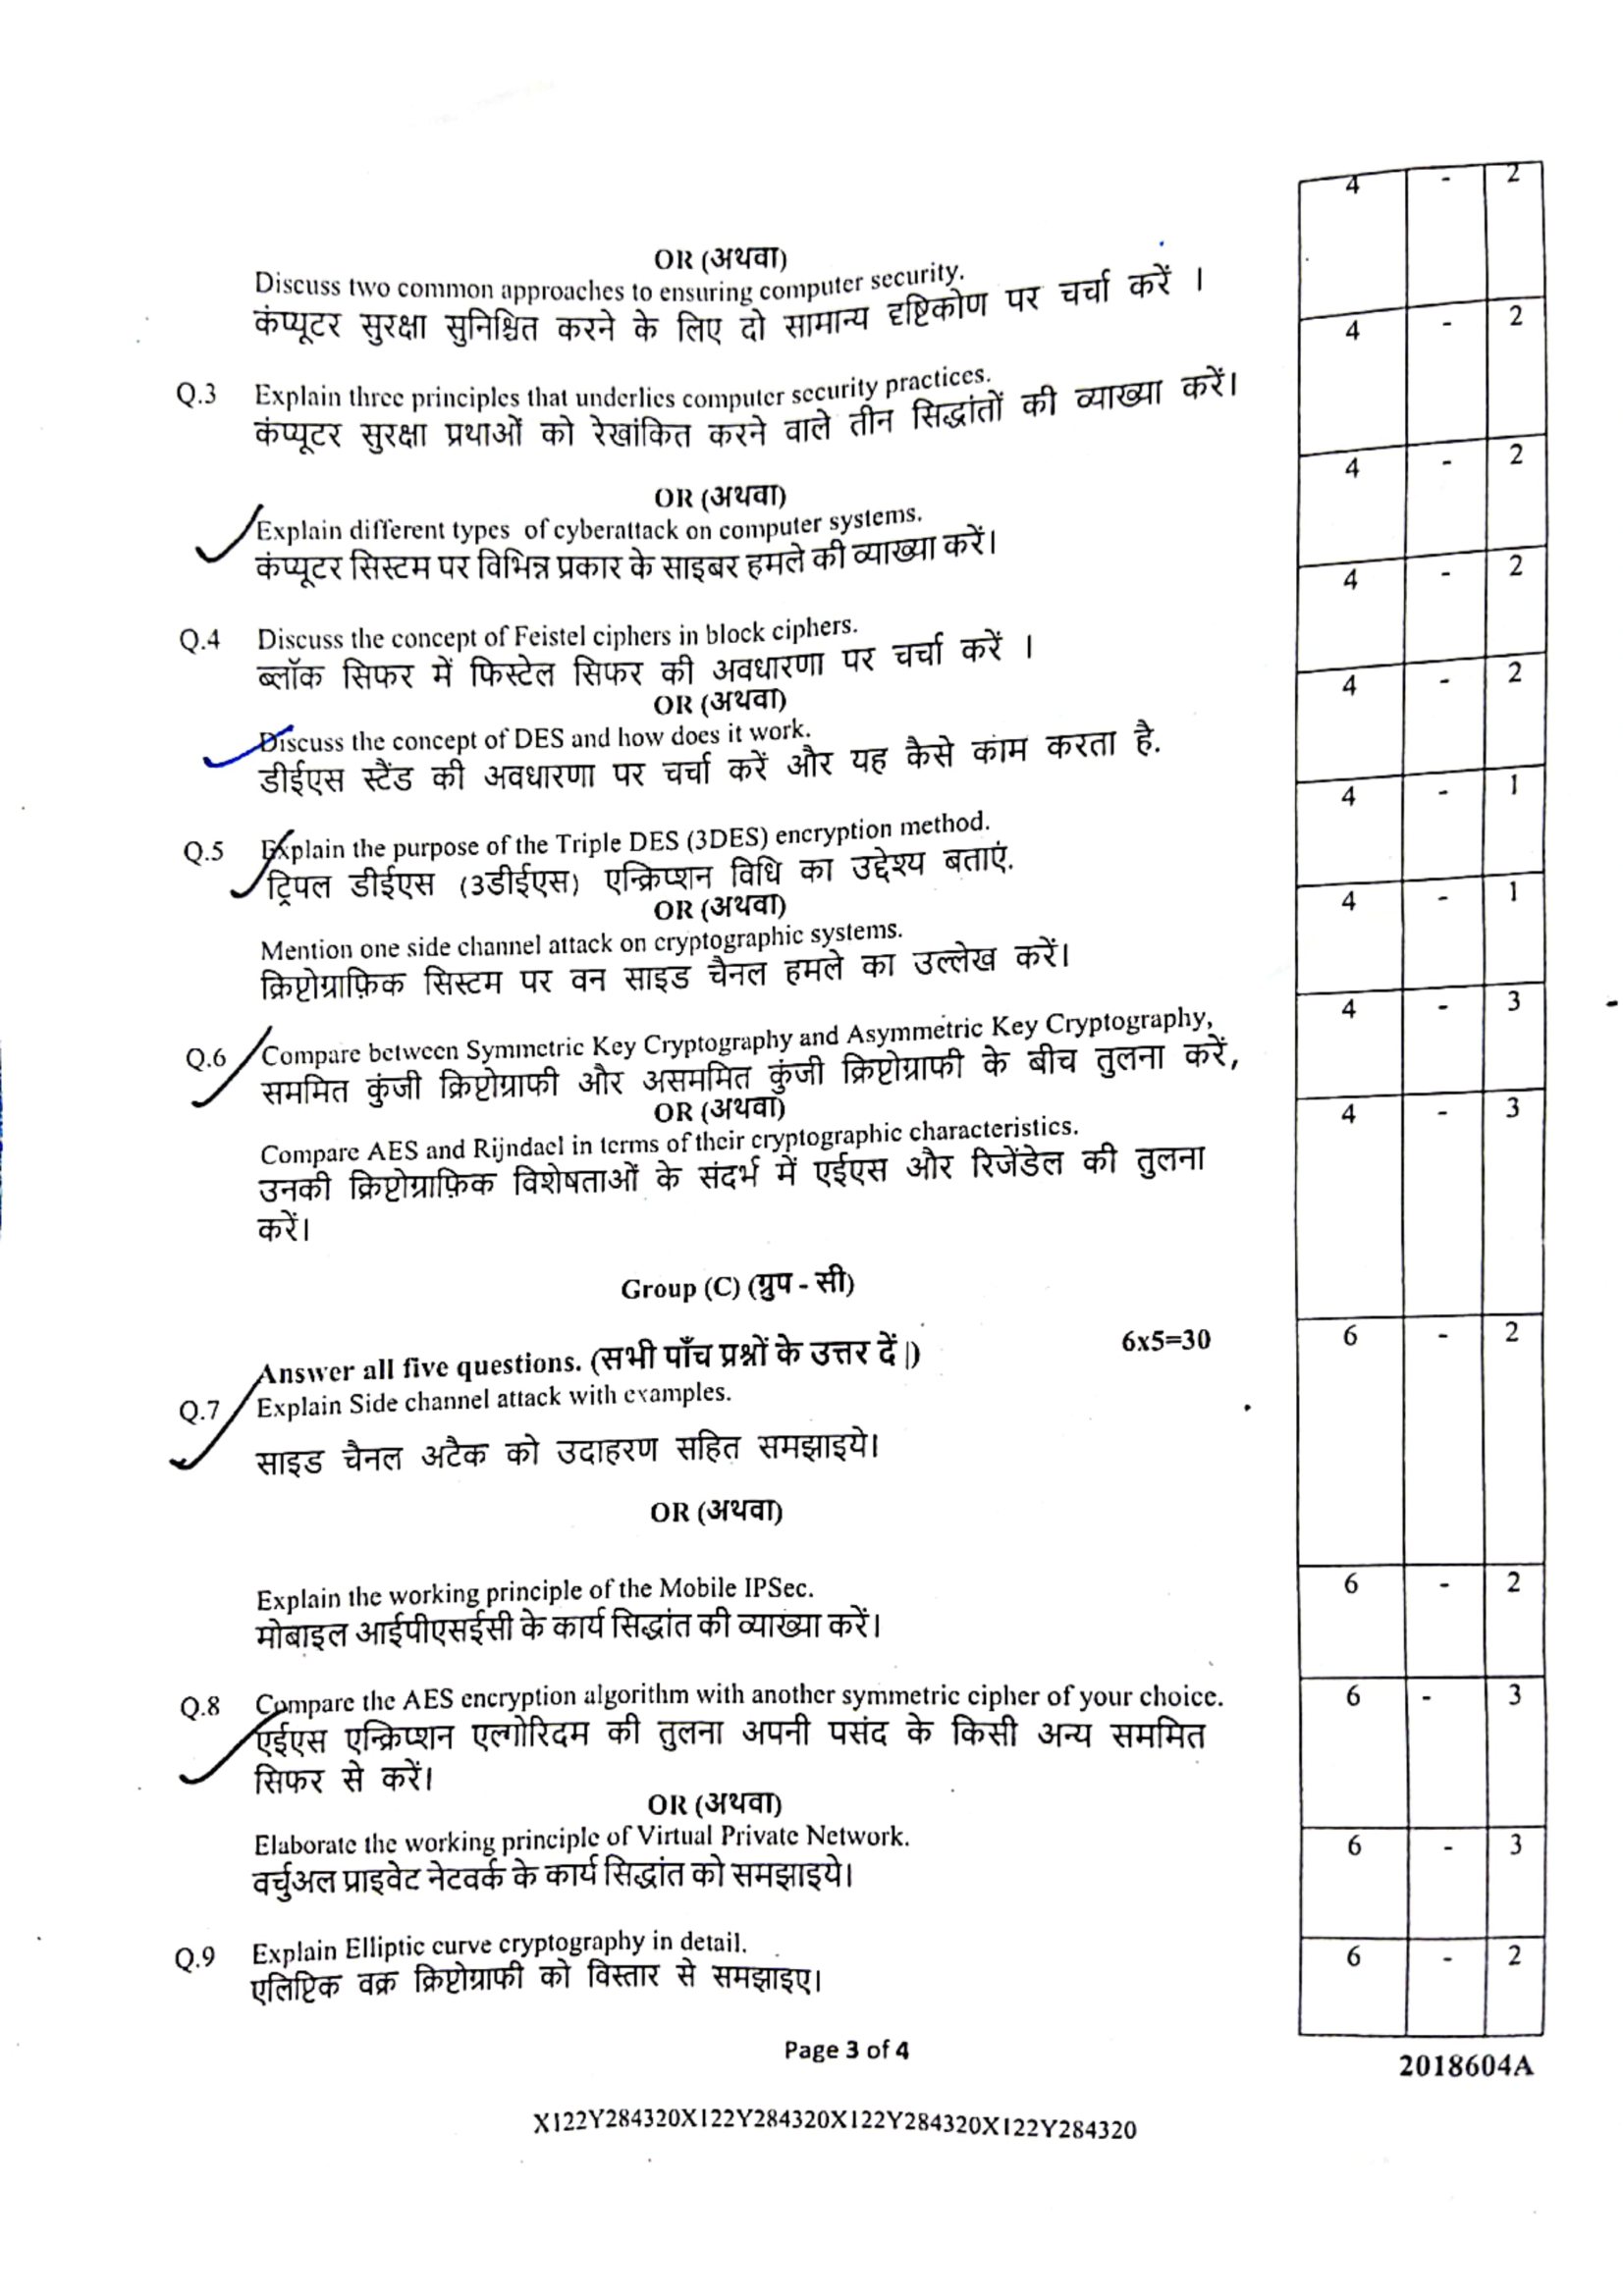 4 - 2
OR (अथवा)
Discuss two common approaches to ensuring computer security.
कंप्यूटर सुरक्षा सुनिश्चित करने के लिए दो सामान्य दृष्टिकोण पर चर्चा करें ।
4 - 2
Q.3 Explain three principles that underlies computer security practices.
कंप्यूटर सुरक्षा प्रथाओं को रेखांकित करने वाले तीन सिद्धांतों की व्याख्या करें।
4 - 2
OR (अथवा)
Explain different types of cyberattack on computer systems.
कंप्यूटर सिस्टम पर विभिन्न प्रकार के साइबर हमले की व्याख्या करें।
4 - 2
Q.4 Discuss the concept of Feistel ciphers in block ciphers.
ब्लॉक सिफर में फिस्टेल सिफर की अवधारणा पर चर्चा करें ।
4 - 2
OR (अथवा)
Discuss the concept of DES and how does it work.
डीईएस स्टैंड की अवधारणा पर चर्चा करें और यह कैसे काम करता है.
4 - 1
Q.5 Explain the purpose of the Triple DES (3DES) encryption method.
ट्रिपल डीईएस (3डीईएस) एन्क्रिप्शन विधि का उद्देश्य बताएं.
4 - 1
OR (अथवा)
Mention one side channel attack on cryptographic systems.
क्रिप्टोग्राफ़िक सिस्टम पर वन साइड चैनल हमले का उल्लेख करें।
4 - 3
Q.6 Compare between Symmetric Key Cryptography and Asymmetric Key Cryptography,
सममित कुंजी क्रिप्टोग्राफी और असममित कुंजी क्रिप्टोग्राफी के बीच तुलना करें,
4 - 3
OR (अथवा)
Compare AES and Rijndael in terms of their cryptographic characteristics.
उनकी क्रिप्टोग्राफ़िक विशेषताओं के संदर्भ में एईएस और रिजेंडेल की तुलना
करें।
Group (C) (ग्रुप - सी)
Answer all five questions. (सभी पाँच प्रश्नों के उत्तर दें |) 6x5=30
6 - 2
Q.7 Explain Side channel attack with examples.
साइड चैनल अटैक को उदाहरण सहित समझाइये।
OR (अथवा)
Explain the working principle of the Mobile IPSec. 6 - 2
मोबाइल आईपीएसईसी के कार्य सिद्धांत की व्याख्या करें।
Q.8 Compare the AES encryption algorithm with another symmetric cipher of your choice. 6 - 3
एईएस एन्क्रिप्शन एल्गोरिदम की तुलना अपनी पसंद के किसी अन्य सममित
सिफर से करें।
OR (अथवा)
Elaborate the working principle of Virtual Private Network. 6 - 3
वर्चुअल प्राइवेट नेटवर्क के कार्य सिद्धांत को समझाइये।
Q.9 Explain Elliptic curve cryptography in detail. 6 - 2
एलिप्टिक वक्र क्रिप्टोग्राफी को विस्तार से समझाइए।
Page 3 of 4
2018604A
X122Y284320X122Y284320X122Y284320X122Y284320